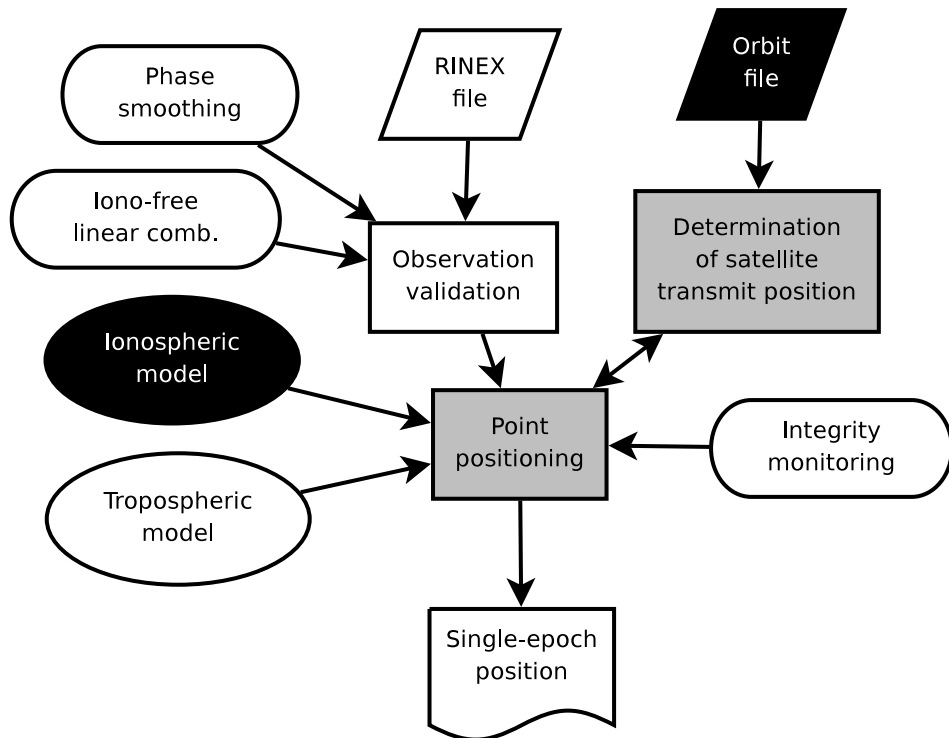 Phase
smoothing
RINEX
file
Orbit
file
Iono-free
linear comb.
Observation
validation
Determination
of satellite
transmit position
Ionospheric
model
Point
positioning
Integrity
monitoring
Tropospheric
model
Single-epoch
position